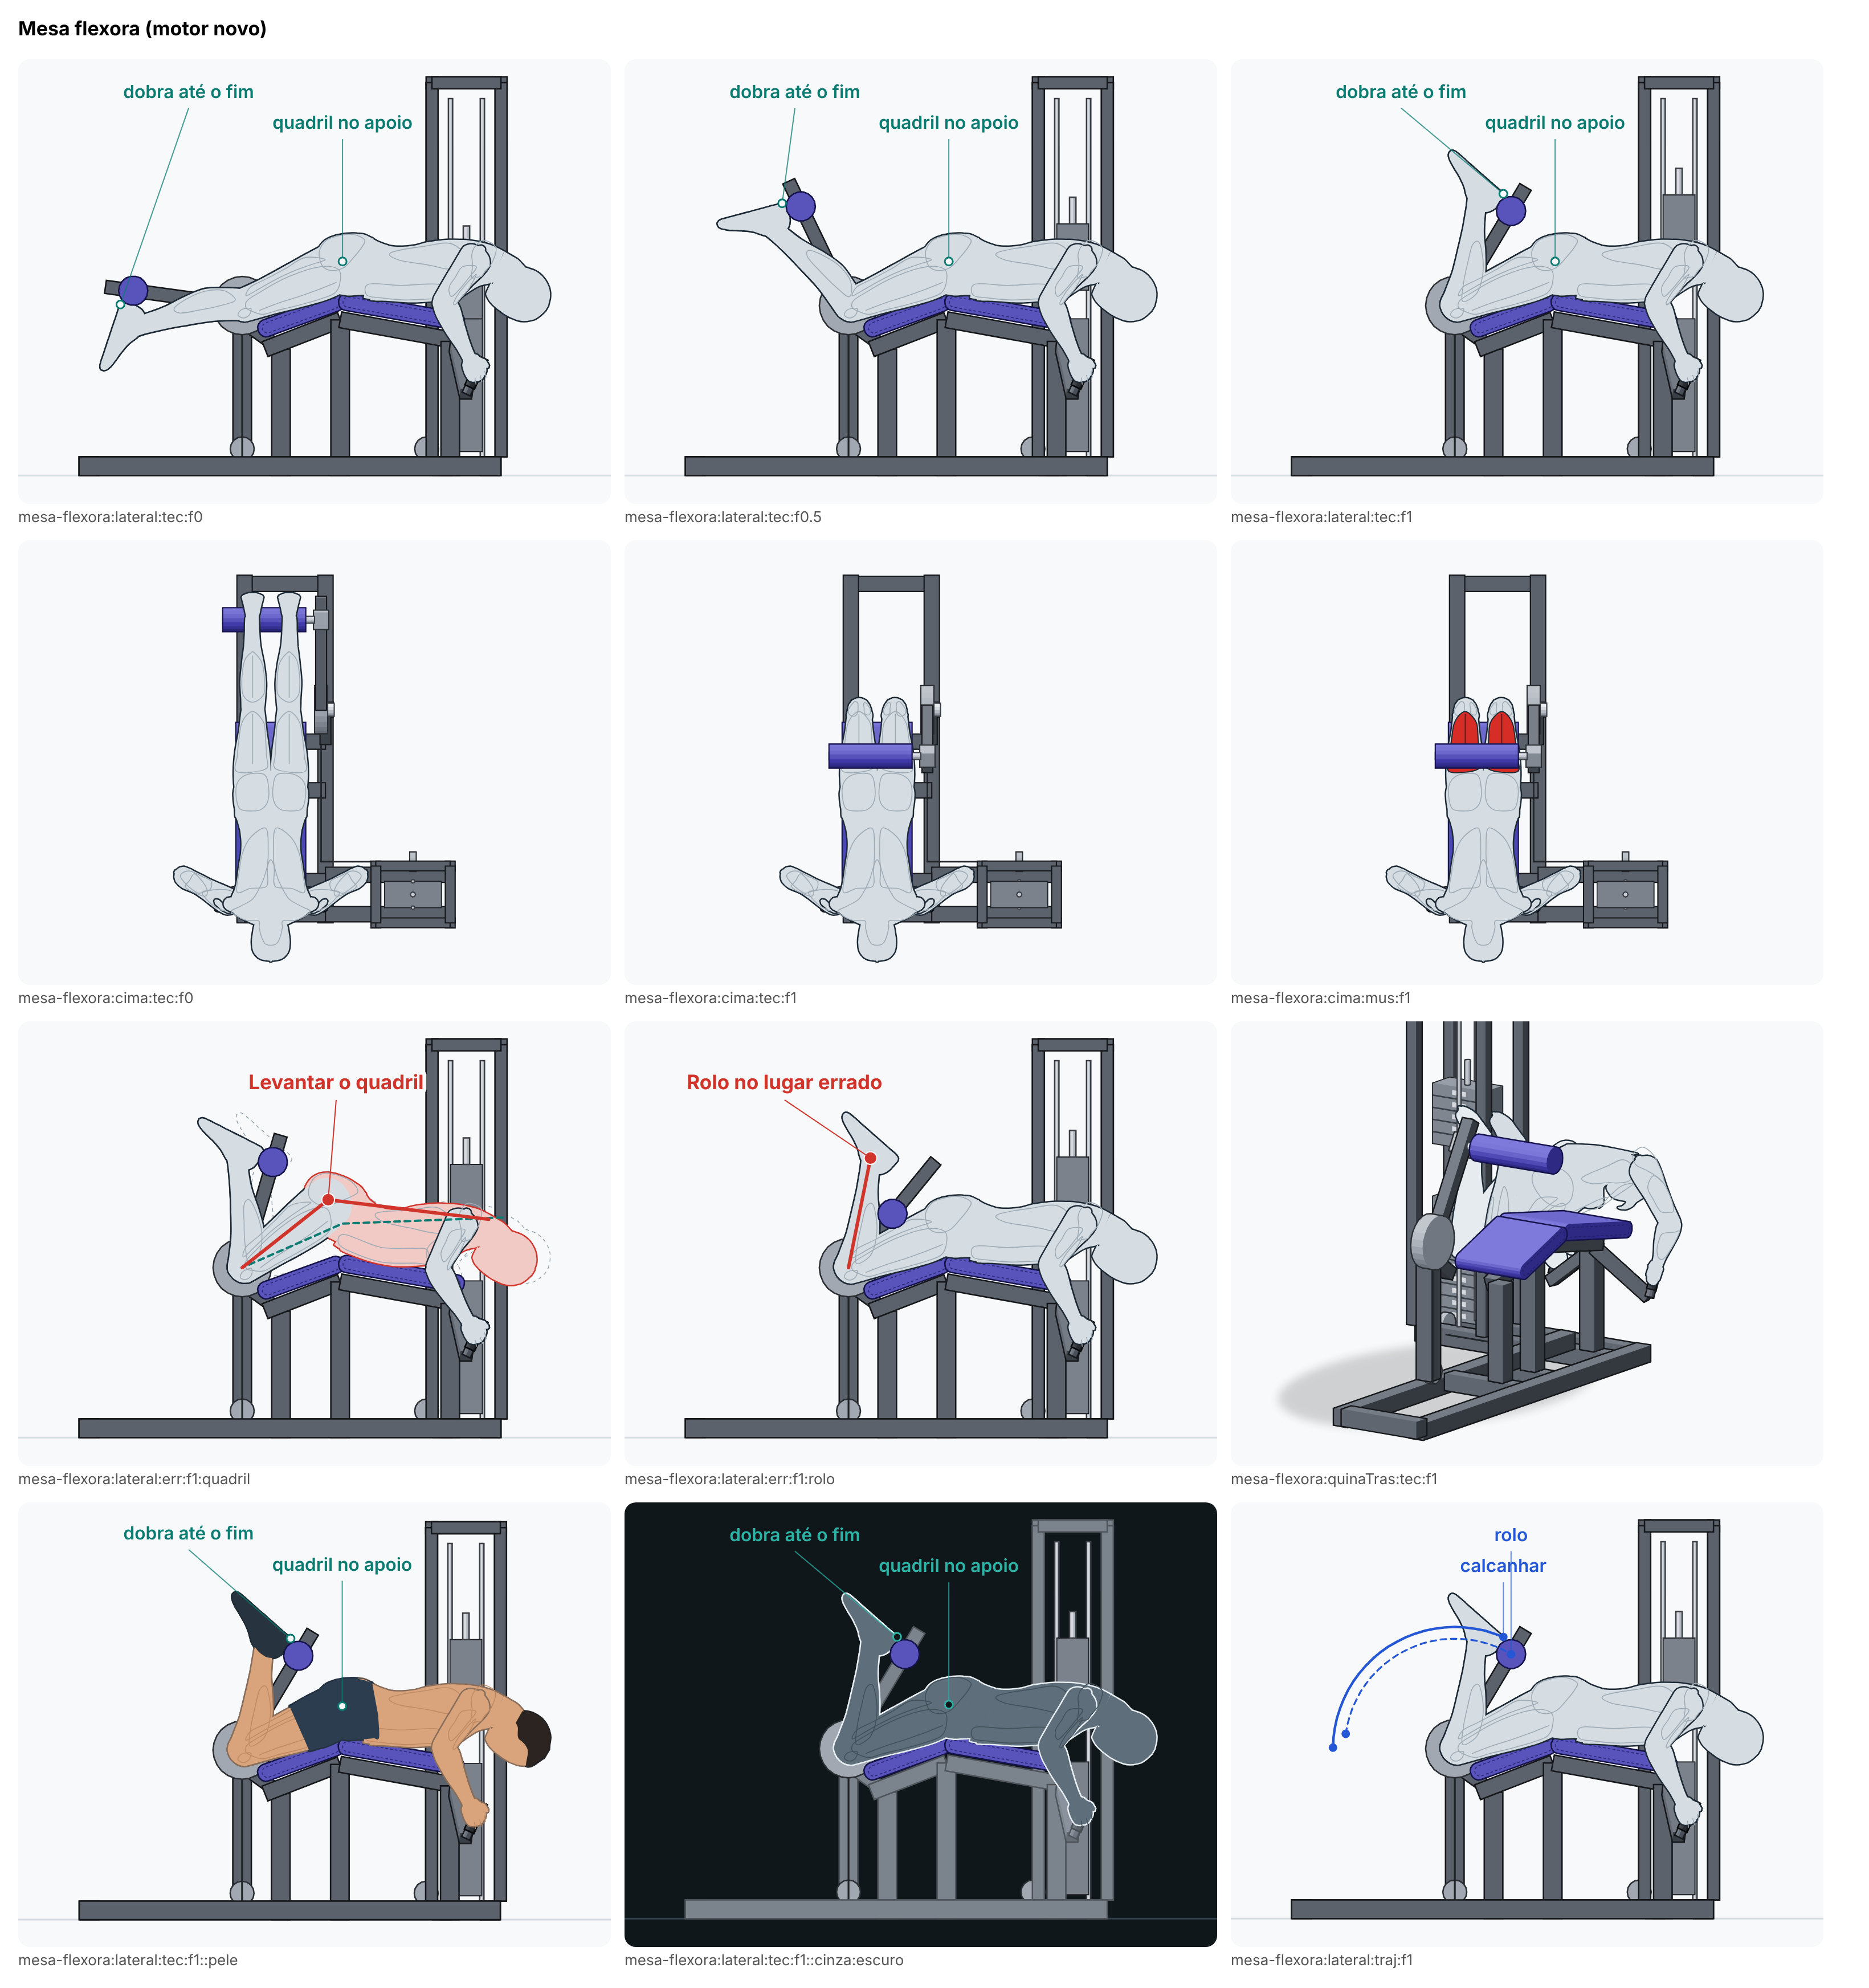 Mesa flexora (motor novo)
dobra até o fim
quadril no apoio
mesa-flexora:lateral:tec:f0
dobra até o fim
quadril no apoio
mesa-flexora:lateral:tec:f0.5
dobra até o fim
quadril no apoio
mesa-flexora:lateral:tec:f1
mesa-flexora:cima:tec:f0
mesa-flexora:cima:tec:f1
mesa-flexora:cima:mus:f1
Levantar o quadril
mesa-flexora:lateral:err:f1:quadril
Rolo no lugar errado
mesa-flexora:lateral:err:f1:rolo
mesa-flexora:quinaTras:tec:f1
dobra até o fim
quadril no apoio
mesa-flexora:lateral:tec:f1::pele
dobra até o fim
quadril no apoio
mesa-flexora:lateral:tec:f1::cinza:escuro
rolo
calcanhar
mesa-flexora:lateral:traj:f1